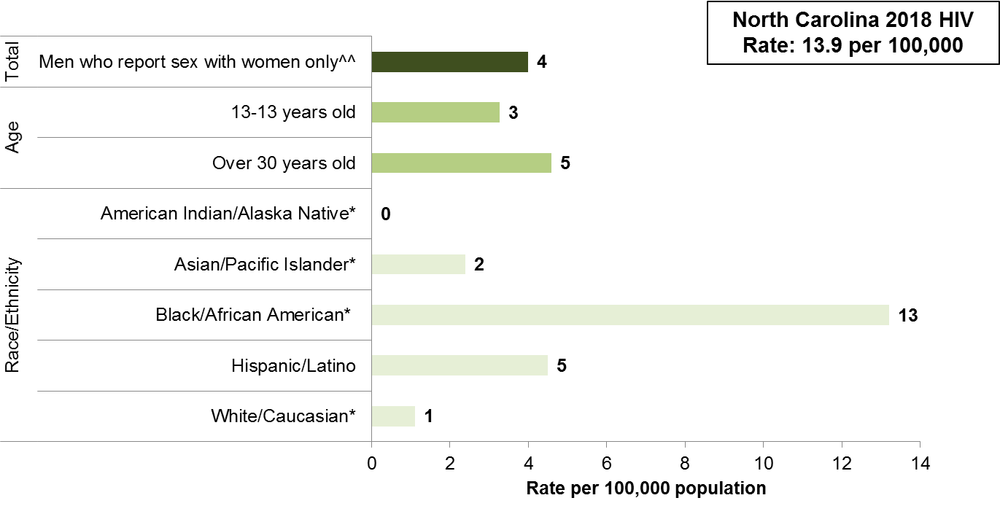 North Carolina 2018 HIV
Rate: 13.9 per 100,000
Total
Men who report sex with women only^^
4
Age
13-13 years old
3
Over 30 years old
5
Race/Ethnicity
American Indian/Alaska Native*
0
Asian/Pacific Islander*
2
Black/African American*
13
Hispanic/Latino
5
White/Caucasian*
1
0 2 4 6 8 10 12 14
Rate per 100,000 population